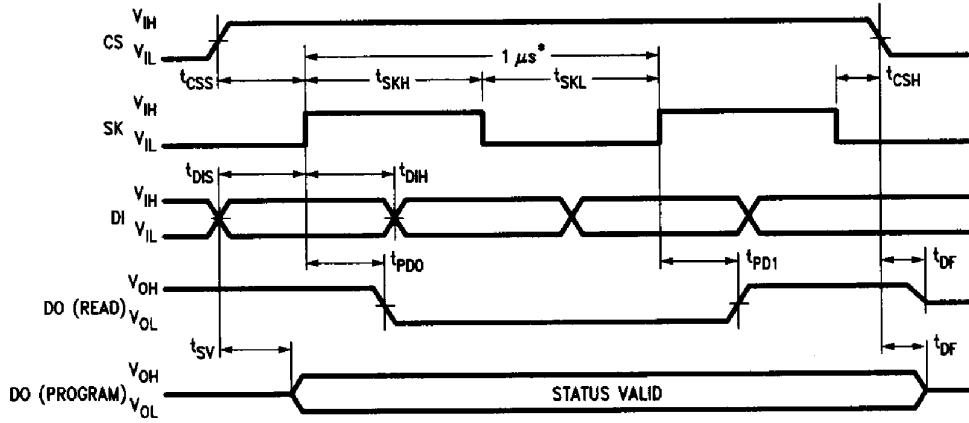 V_IH
CS
V_IL
1 μs*
t_CSS
t_SKH
t_SKL
t_CSH
V_IH
SK V_IL
t_DIS
t_DIH
V_IH
DI
V_IL
t_PD0
t_PD1
t_DF
V_OH
DO (READ) V_OL
t_SV
t_DF
V_OH
DO (PROGRAM)
V_OL
STATUS VALID